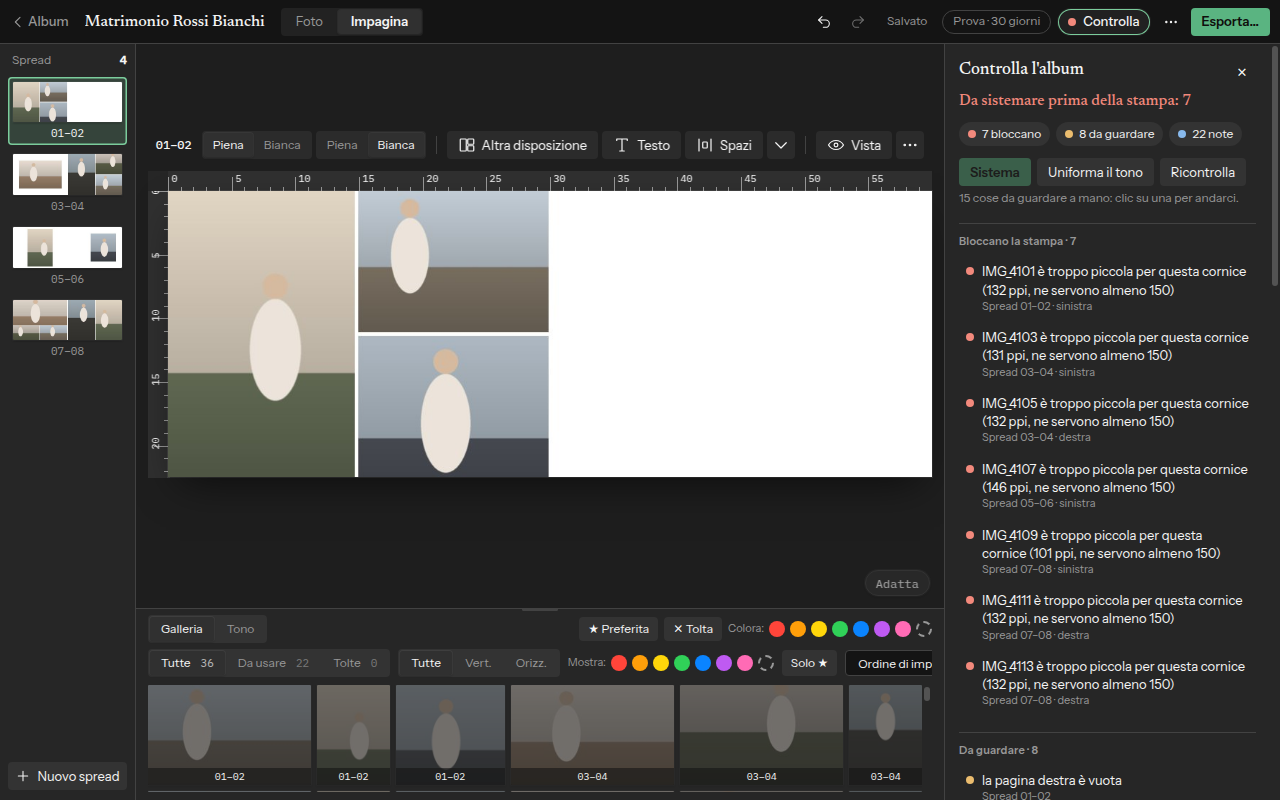 Album
Matrimonio Rossi Bianchi
Foto
Impagina
Salvato
Prova · 30 giorni
Controlla
Esporta…
Spread
4
01–02
03–04
05–06
07–08
Nuovo spread
01–02
Piena
Bianca
Piena
Bianca
Altra disposizione
Testo
Spazi
Vista
0 5 10 15 20 25 30 35 40 45 50 55
0 5 10 15 20
Adatta
Galleria
Tono
★ Preferita
✕ Tolta
Colora:
Tutte 36
Da usare 22
Tolte 0
Tutte
Vert.
Orizz.
Mostra:
Solo ★
Ordine di imp
01–02
01–02
01–02
03–04
03–04
03–04
Controlla l'album
Da sistemare prima della stampa: 7
7 bloccano
8 da guardare
22 note
Sistema
Uniforma il tono
Ricontrolla
15 cose da guardare a mano: clic su una per andarci.
Bloccano la stampa · 7
IMG_4101 è troppo piccola per questa cornice
(132 ppi, ne servono almeno 150)
Spread 01–02 · sinistra
IMG_4103 è troppo piccola per questa cornice
(131 ppi, ne servono almeno 150)
Spread 03–04 · sinistra
IMG_4105 è troppo piccola per questa cornice
(132 ppi, ne servono almeno 150)
Spread 03–04 · destra
IMG_4107 è troppo piccola per questa cornice
(146 ppi, ne servono almeno 150)
Spread 05–06 · sinistra
IMG_4109 è troppo piccola per questa
cornice (101 ppi, ne servono almeno 150)
Spread 07–08 · sinistra
IMG_4111 è troppo piccola per questa cornice
(132 ppi, ne servono almeno 150)
Spread 07–08 · destra
IMG_4113 è troppo piccola per questa cornice
(132 ppi, ne servono almeno 150)
Spread 07–08 · destra
Da guardare · 8
la pagina destra è vuota
Spread 01–02